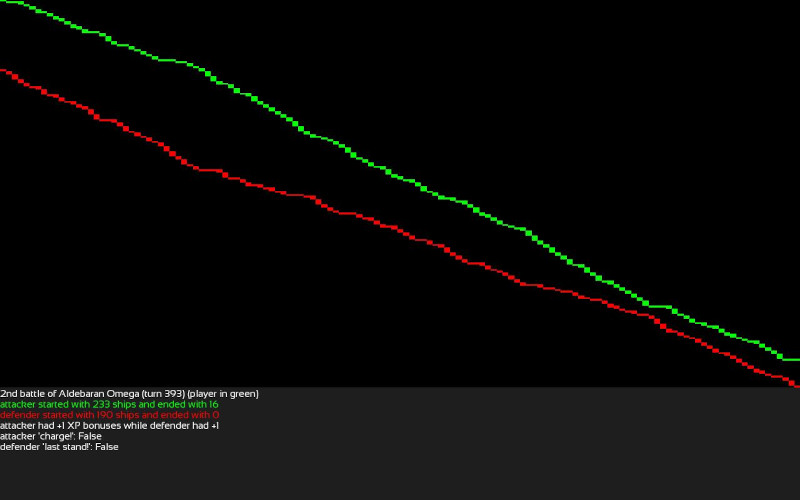 2nd battle of Aldebaran Omega (turn 393) (player in green)
attacker started with 233 ships and ended with 16
defender started with 190 ships and ended with 0
attacker had +1 XP bonuses while defender had +1
attacker 'charge!': False
defender 'last stand!': False